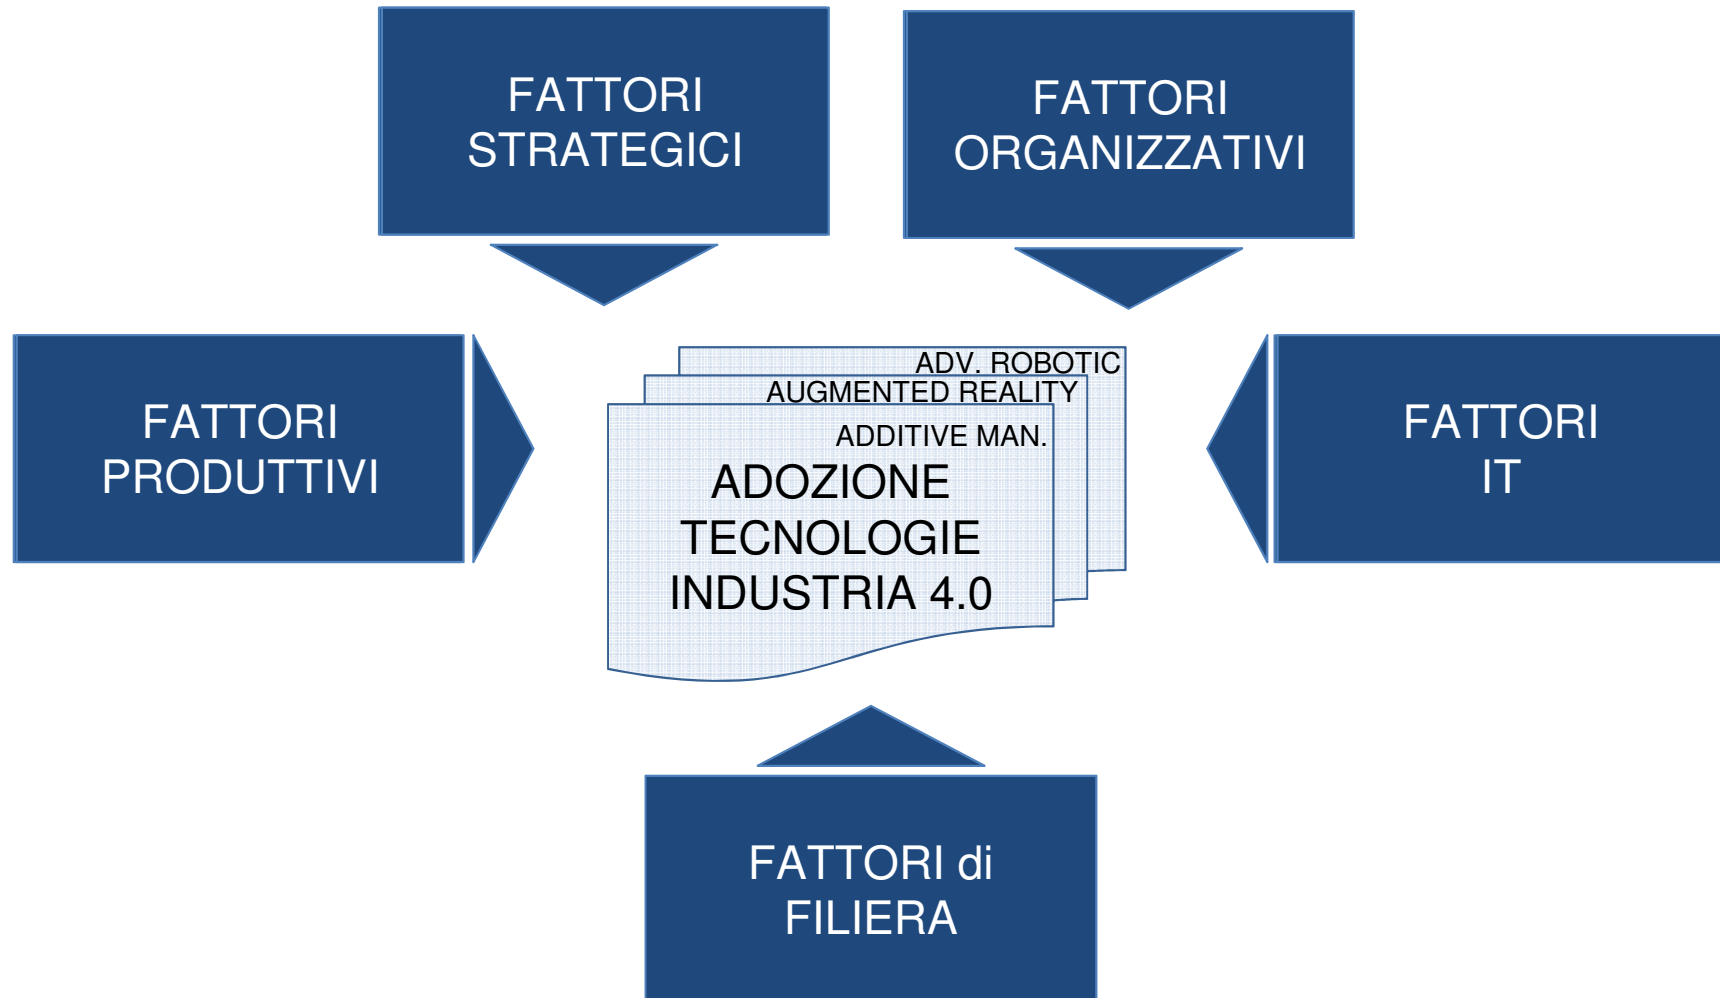 FATTORI
STRATEGICI
FATTORI
ORGANIZZATIVI
FATTORI
PRODUTTIVI
ADV. ROBOTIC
AUGMENTED REALITY
ADDITIVE MAN.
ADOZIONE
TECNOLOGIE
INDUSTRIA 4.0
FATTORI
IT
FATTORI di
FILIERA